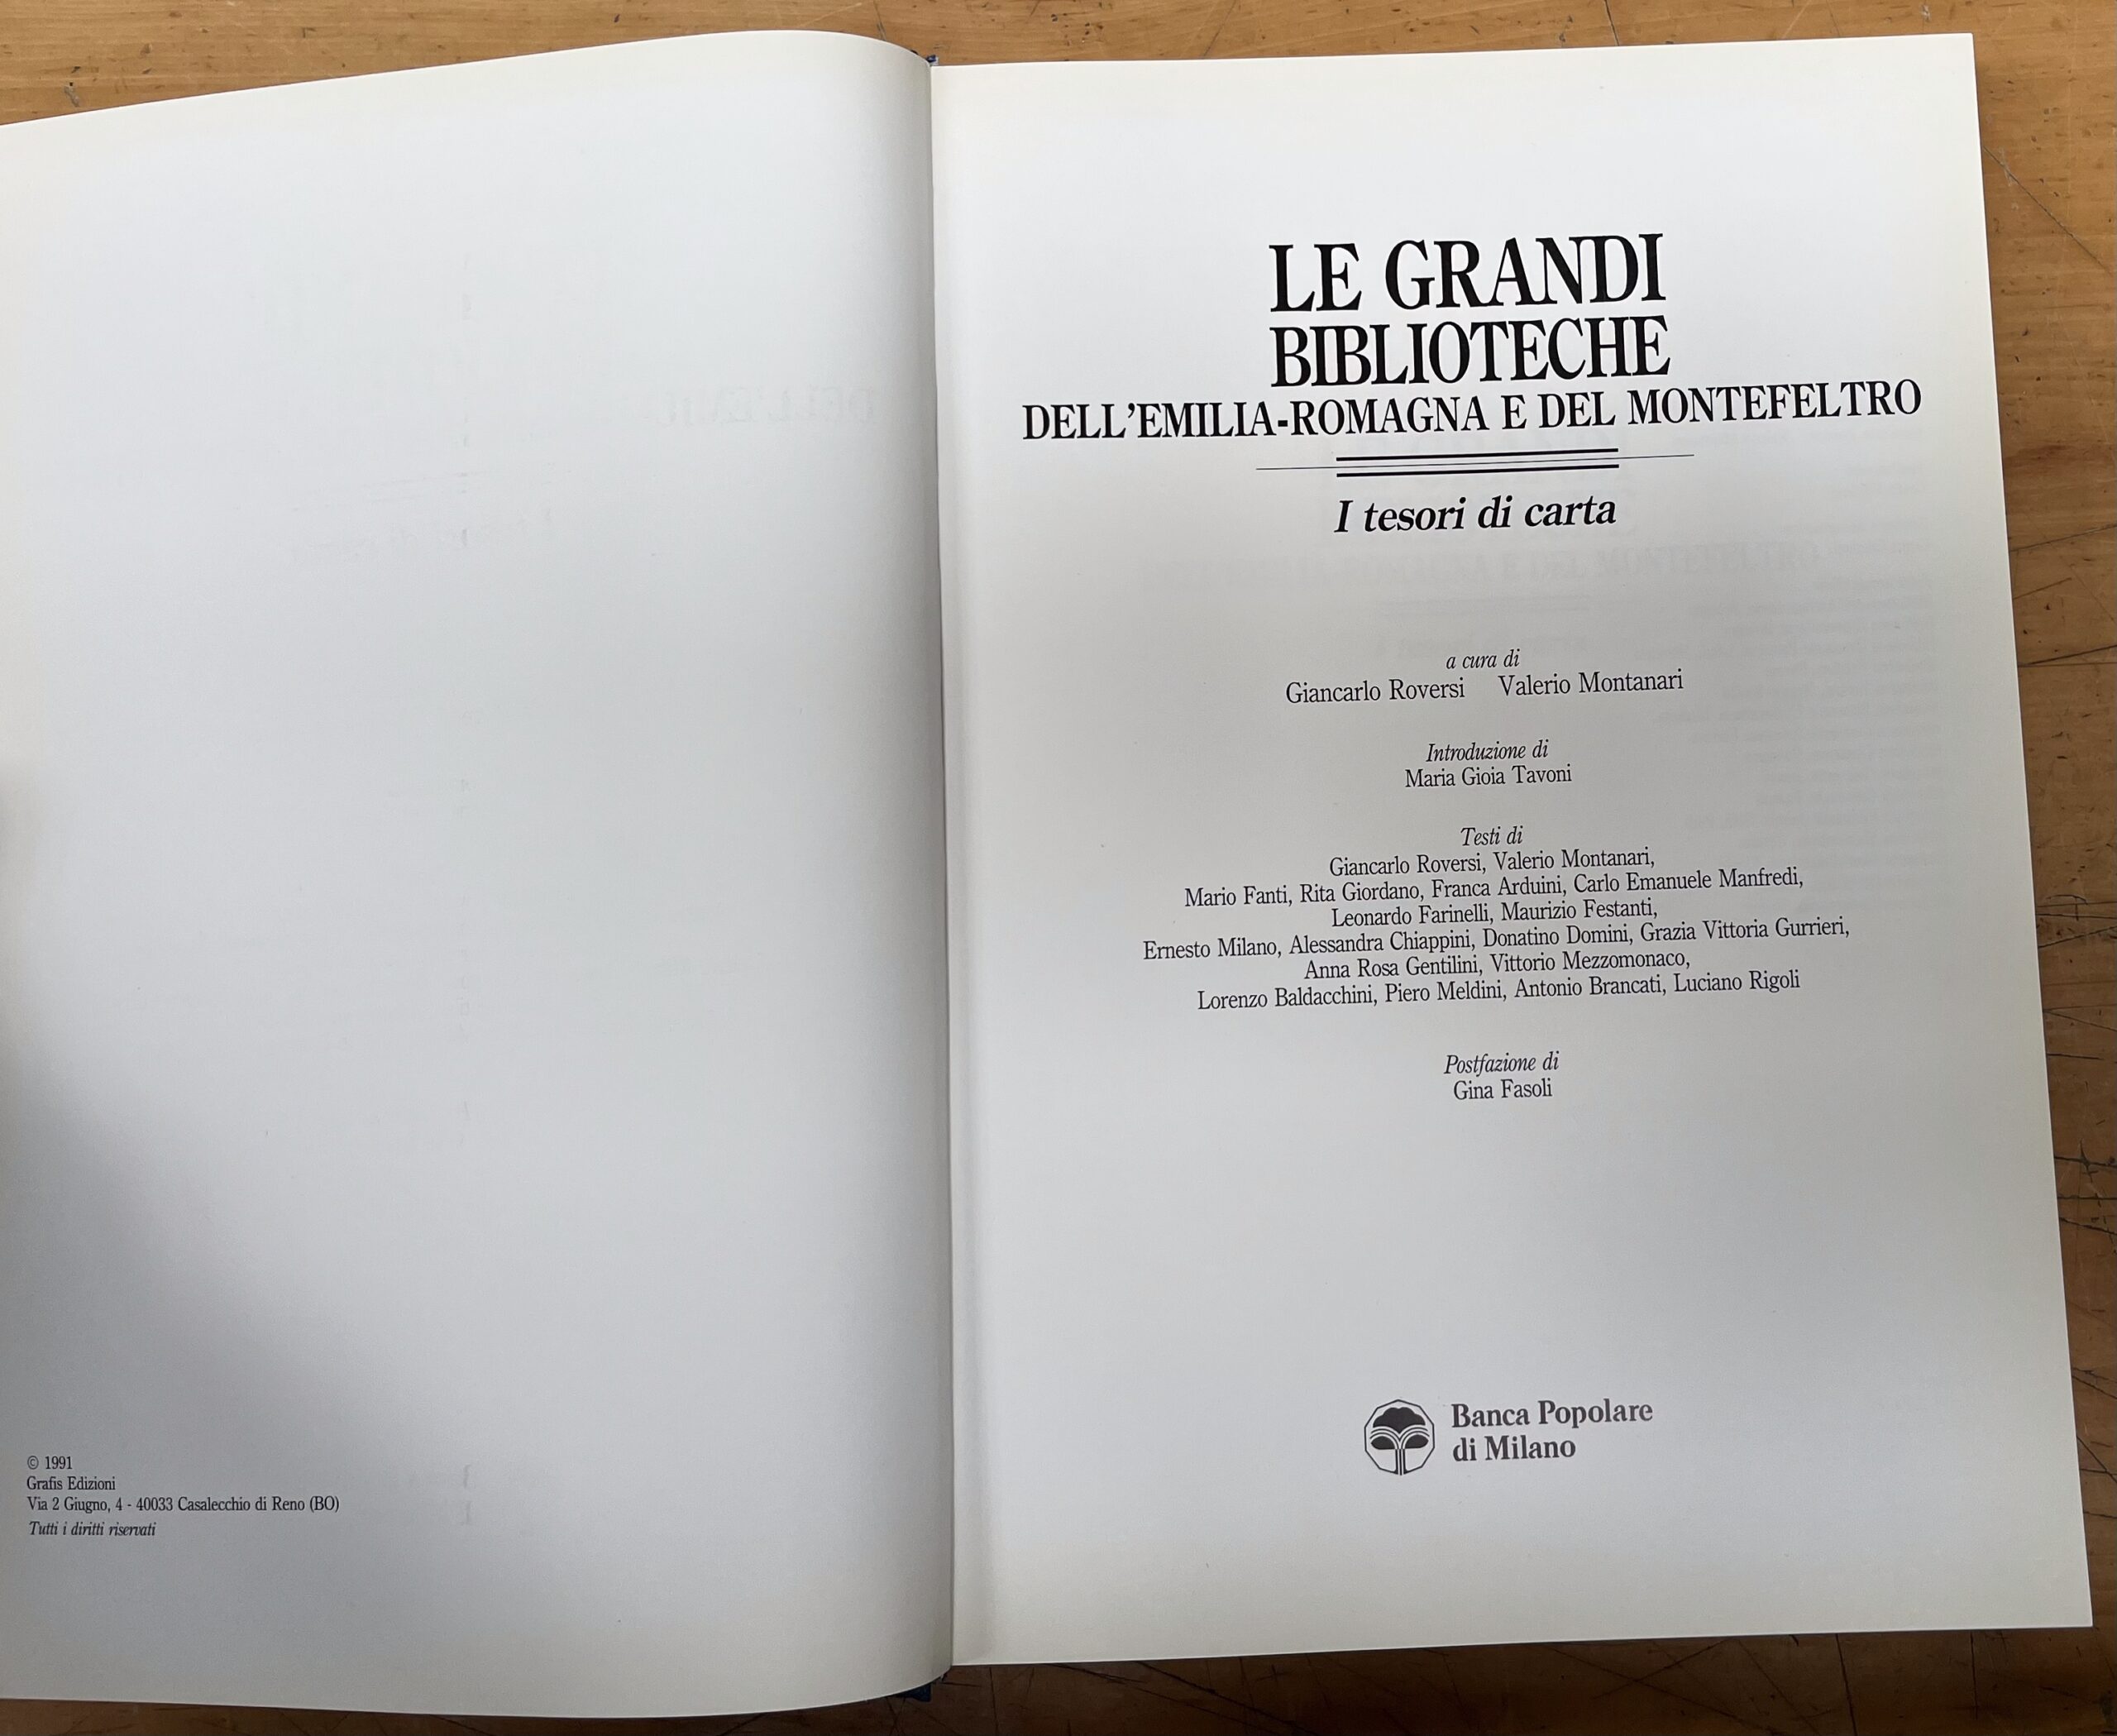 © 1991
Grafis Edizioni
Via 2 Giugno, 4 - 40033 Casalecchio di Reno (BO)
Tutti i diritti riservati
LE GRANDI
BIBLIOTECHE
DELL'EMILIA-ROMAGNA E DEL MONTEFELTRO
I tesori di carta
a cura di
Giancarlo Roversi Valerio Montanari
Introduzione di
Maria Gioia Tavoni
Testi di
Giancarlo Roversi, Valerio Montanari,
Mario Fanti, Rita Giordano, Franca Arduini, Carlo Emanuele Manfredi,
Leonardo Farinelli, Maurizio Festanti,
Ernesto Milano, Alessandra Chiappini, Donatino Domini, Grazia Vittoria Gurrieri,
Anna Rosa Gentilini, Vittorio Mezzomonaco,
Lorenzo Baldacchini, Piero Meldini, Antonio Brancati, Luciano Rigoli
Postfazione di
Gina Fasoli
Banca Popolare
di Milano